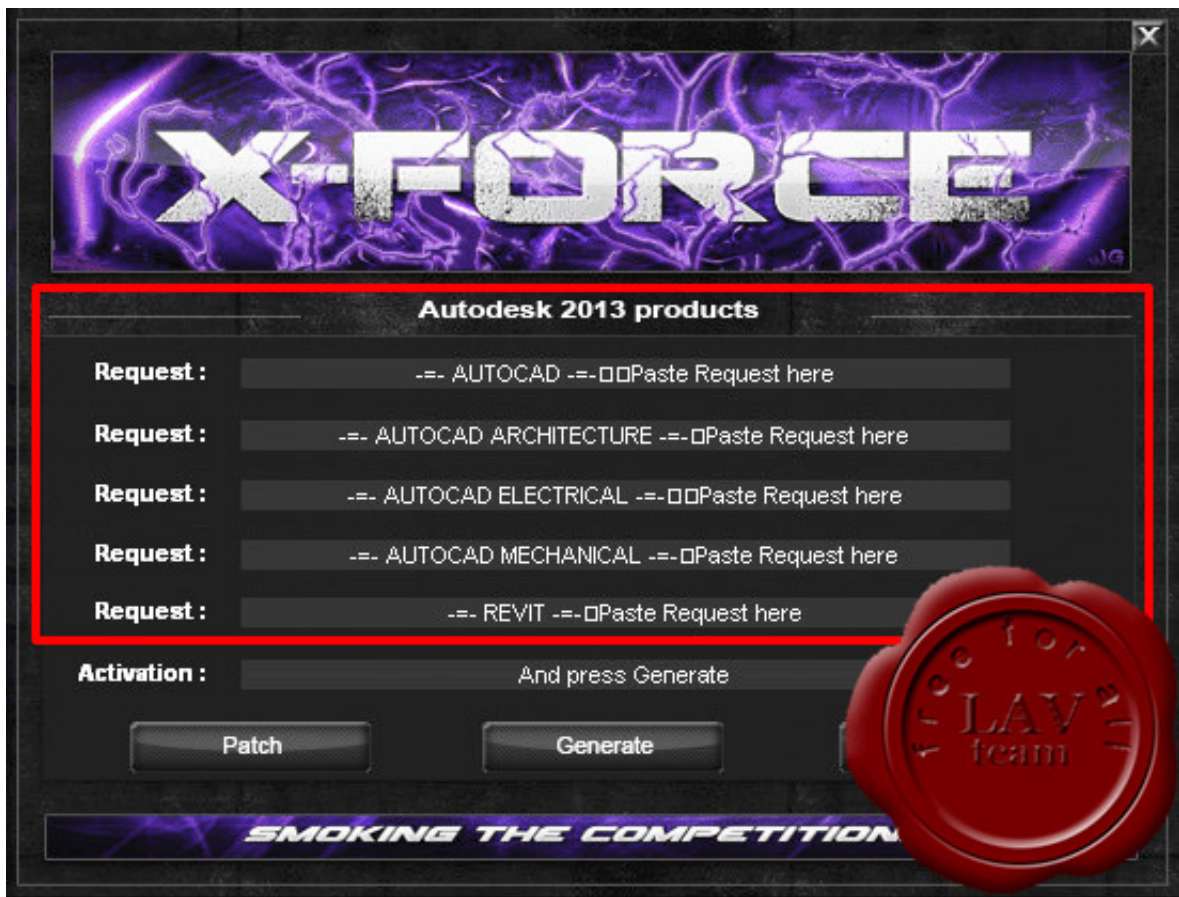 X
X-FORCE
JG
Autodesk 2013 products
Request : -=- AUTOCAD -=-□□Paste Request here
Request : -=- AUTOCAD ARCHITECTURE -=-□Paste Request here
Request : -=- AUTOCAD ELECTRICAL -=-□□Paste Request here
Request : -=- AUTOCAD MECHANICAL -=-□Paste Request here
Request : -=- REVIT -=-□Paste Request here
Activation : And press Generate
Patch Generate
free for all
LAV
team
SMOKING THE COMPETITION